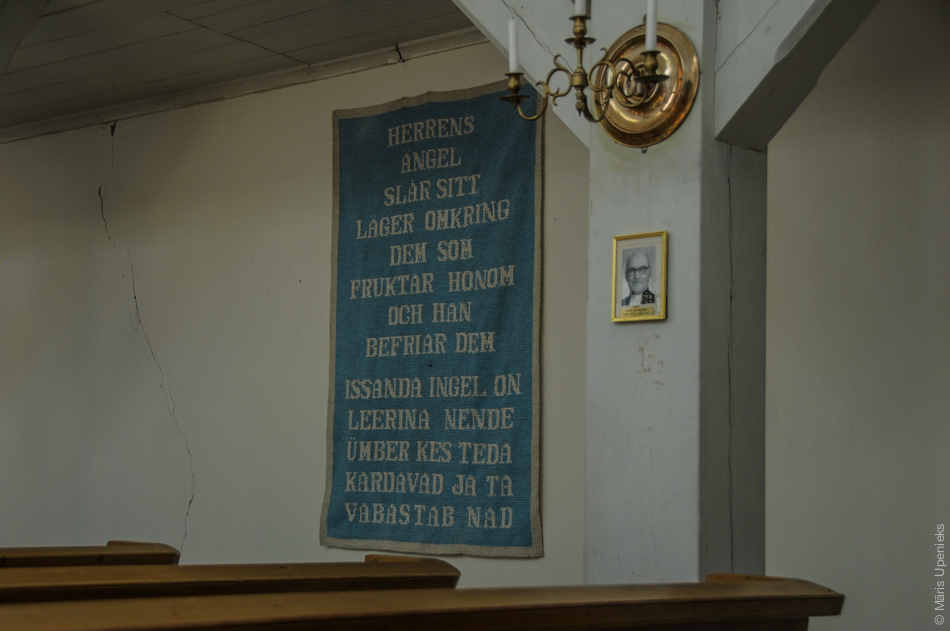 HERRENS
ÄNGEL
SLÅR SITT
LÄGER OMKRING
DEM SOM
FRUKTAR HONOM
OCH HAN
BEFRIAR DEM
ISSANDA INGEL ON
LEERINA NENDE
ÜMBER KES TEDA
KARDAVAD JA TA
VABASTAB NAD
© Māris Upenieks